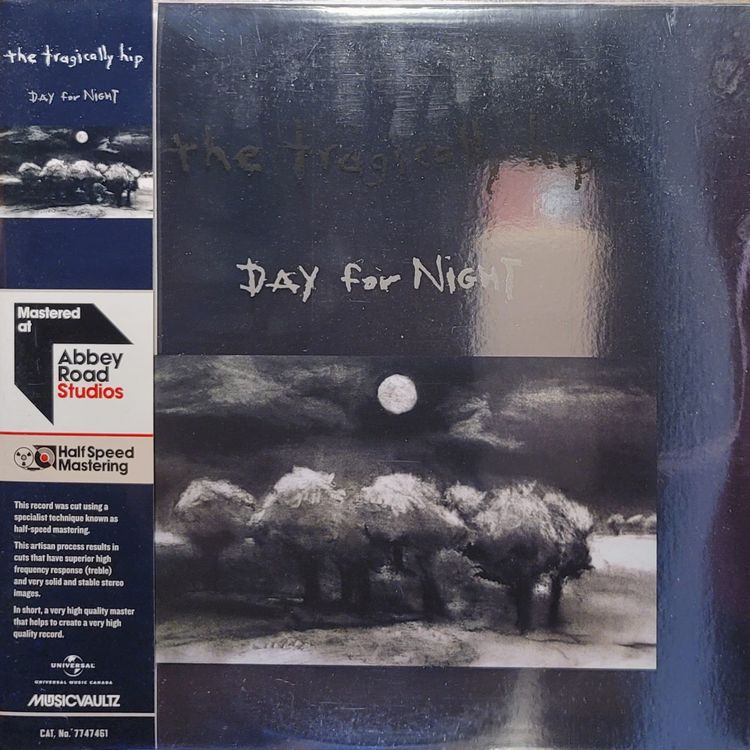 the tragically hip
DAY for NIGHT
Mastered
at
Abbey
Road
Studios
Half Speed
Mastering
This record was cut using a
specialist technique known as
half-speed mastering.
This artisan process results in
cuts that have superior high
frequency response (treble)
and very solid and stable stereo
images.
In short, a very high quality master
that helps to create a very high
quality record.
UNIVERSAL
UNIVERSAL MUSIC CANADA
MUSICVAULTZ
CAT. No. 7747461
the tragically hip
DAY for NIGHT